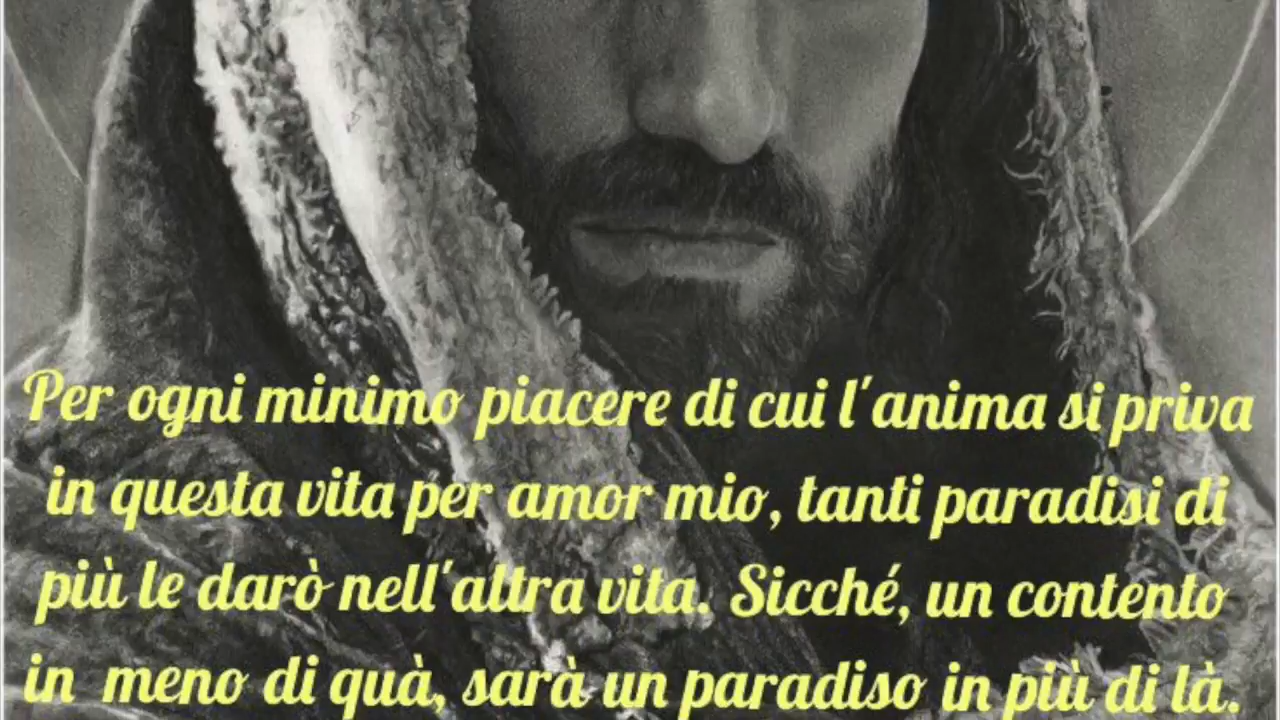 Per ogni minimo piacere di cui l'anima si priva
in questa vita per amor mio, tanti paradisi di
più le darò nell'altra vita. Sicché, un contento
in meno di quà, sarà un paradiso in più di là.